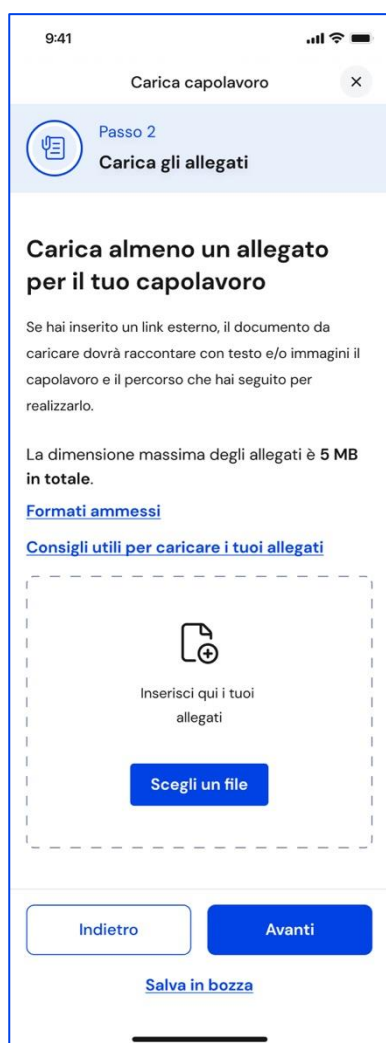 9:41
Carica capolavoro
Passo 2
Carica gli allegati
Carica almeno un allegato
per il tuo capolavoro
Se hai inserito un link esterno, il documento da
caricare dovrà raccontare con testo e/o immagini il
capolavoro e il percorso che hai seguito per
realizzarlo.
La dimensione massima degli allegati è 5 MB
in totale.
Formati ammessi
Consigli utili per caricare i tuoi allegati
Inserisci qui i tuoi
allegati
Scegli un file
Indietro
Avanti
Salva in bozza